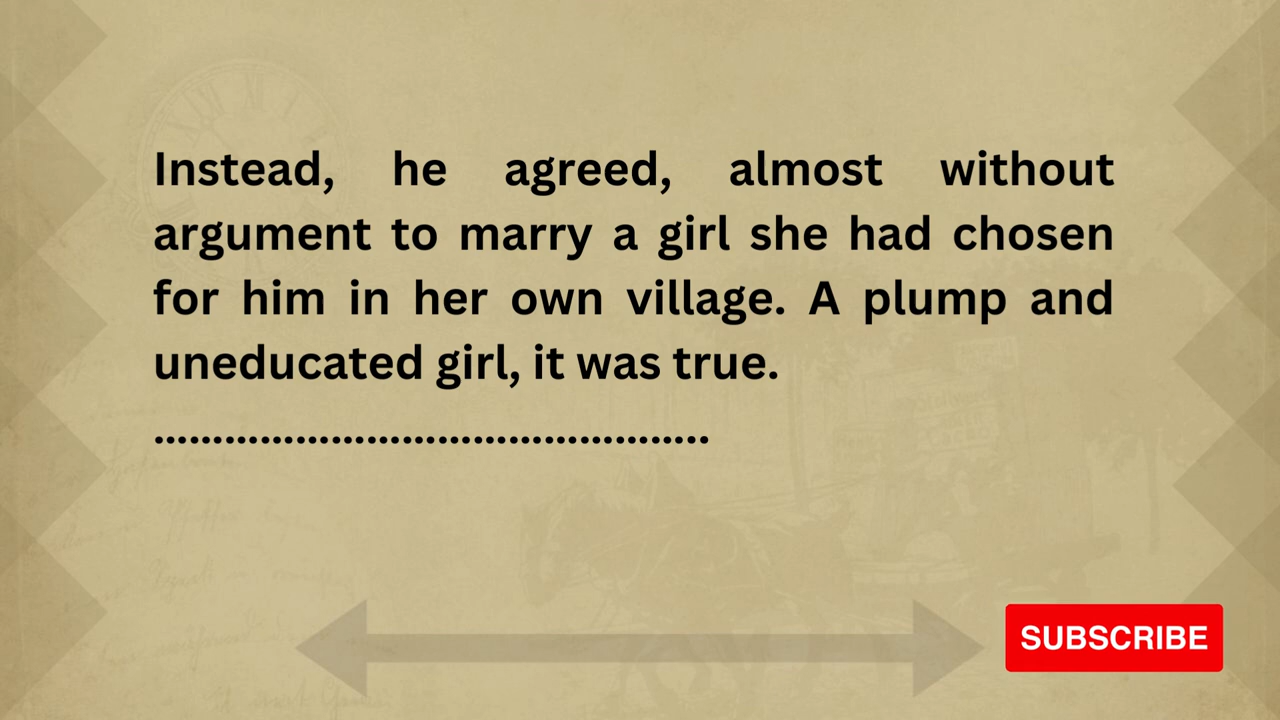 Instead, he agreed, almost without
argument to marry a girl she had chosen
for him in her own village. A plump and
uneducated girl, it was true.
...............................................
SUBSCRIBE